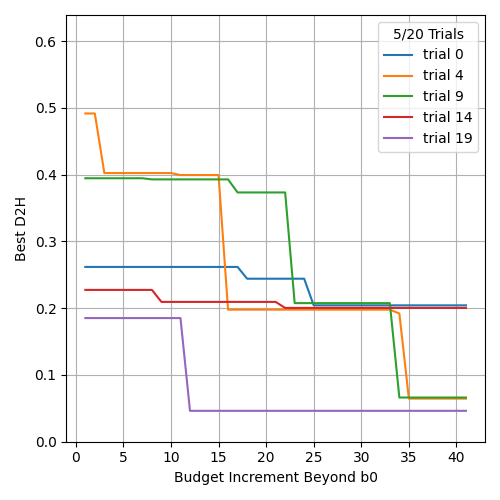 5/20 Trials
trial 0
trial 4
trial 9
trial 14
trial 19
Best D2H
0.6
0.5
0.4
0.3
0.2
0.1
0.0
0 5 10 15 20 25 30 35 40
Budget Increment Beyond b0